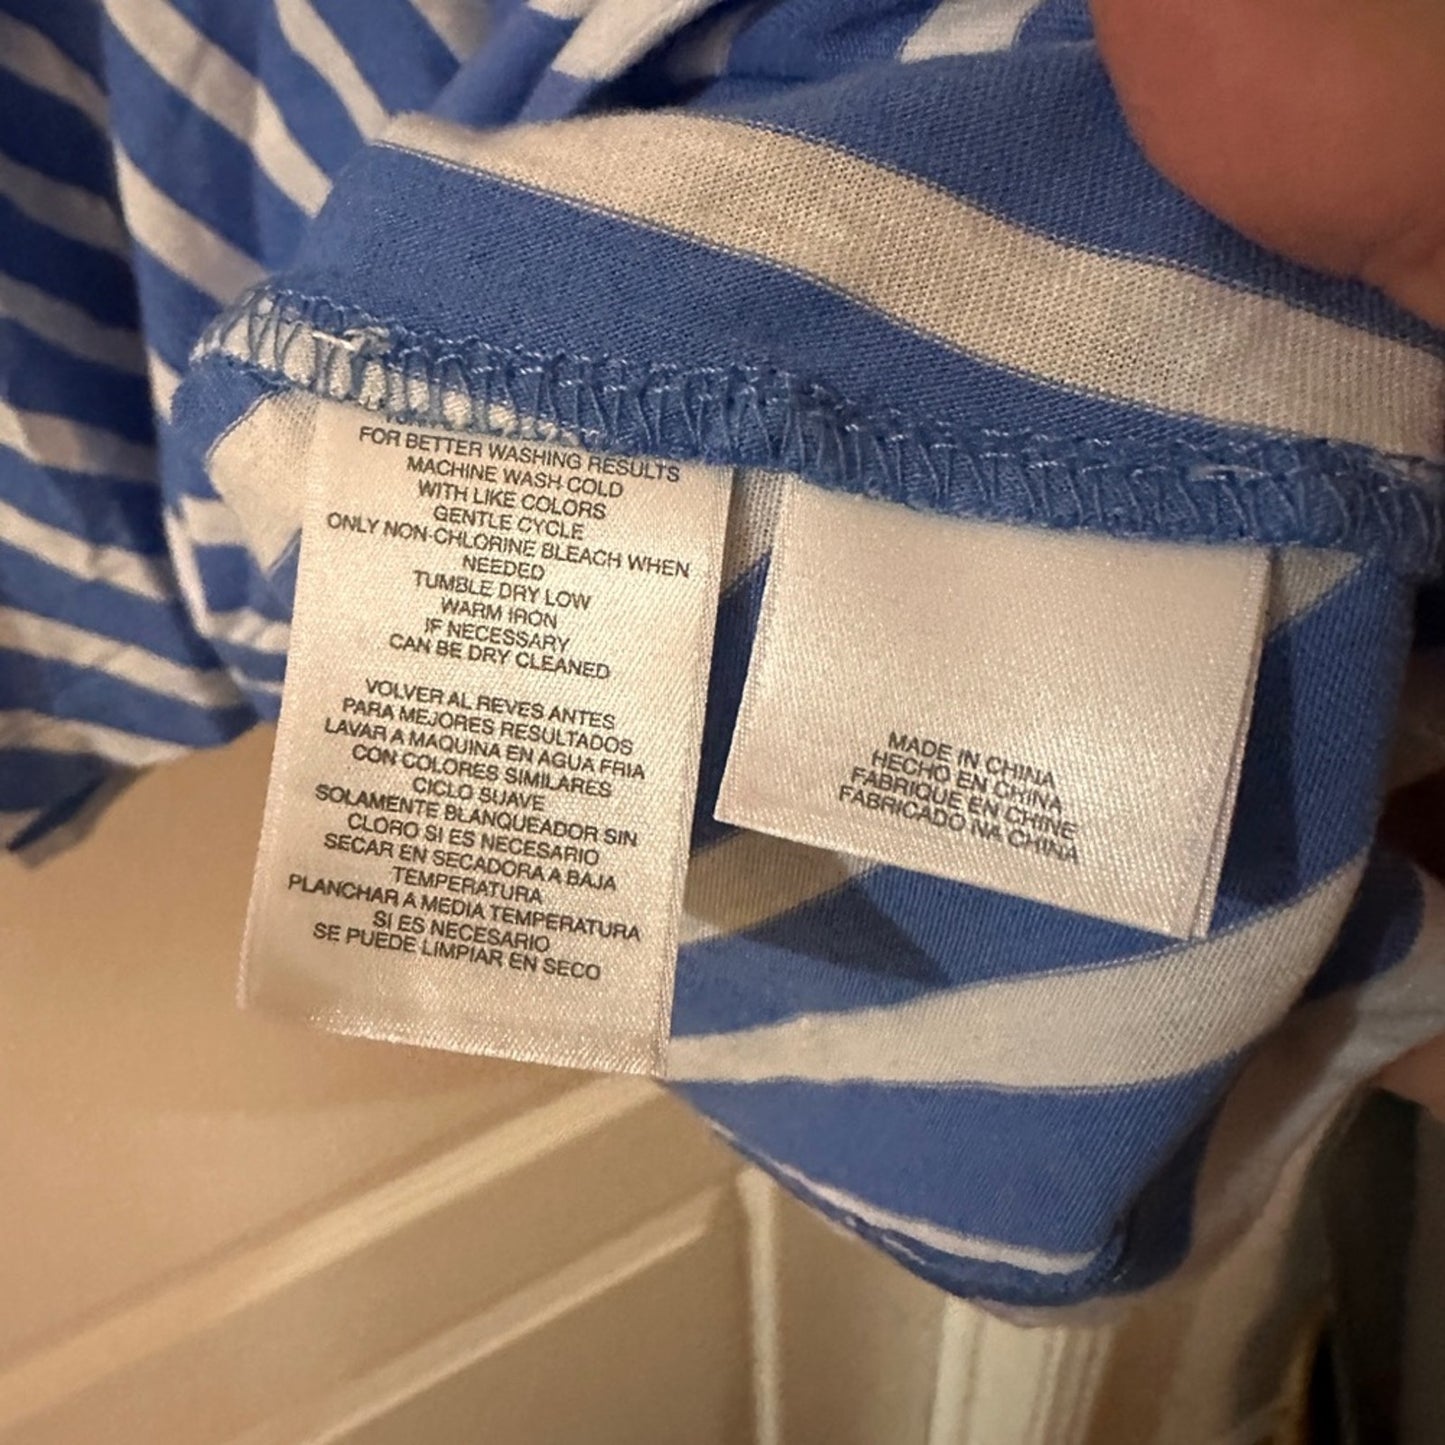 FOR BETTER WASHING RESULTS
MACHINE WASH COLD
WITH LIKE COLORS
GENTLE CYCLE
ONLY NON-CHLORINE BLEACH WHEN
NEEDED
TUMBLE DRY LOW
WARM IRON
IF NECESSARY
CAN BE DRY CLEANED
VOLVER AL REVES ANTES
PARA MEJORES RESULTADOS
LAVAR A MAQUINA EN AGUA FRIA
CON COLORES SIMILARES
CICLO SUAVE
SOLAMENTE BLANQUEADOR SIN
CLORO SI ES NECESARIO
SECAR EN SECADORA A BAJA
TEMPERATURA
PLANCHAR A MEDIA TEMPERATURA
SI ES NECESARIO
SE PUEDE LIMPIAR EN SECO
MADE IN CHINA
HECHO EN CHINA
FABRIQUE EN CHINE
FABRICADO NA CHINA